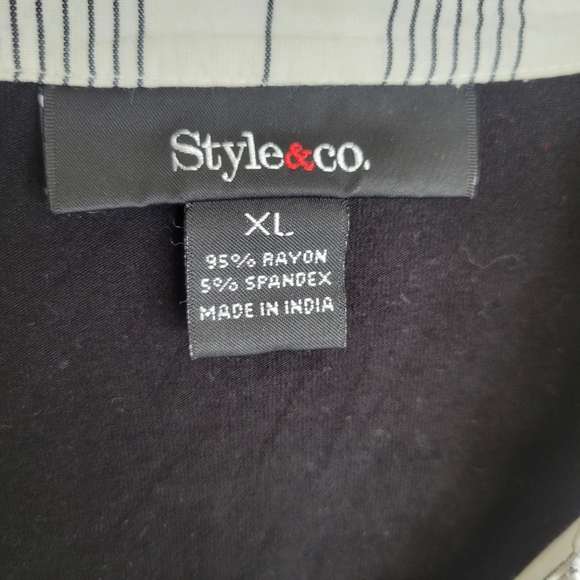 Style&co.
XL
95% RAYON
5% SPANDEX
MADE IN INDIA